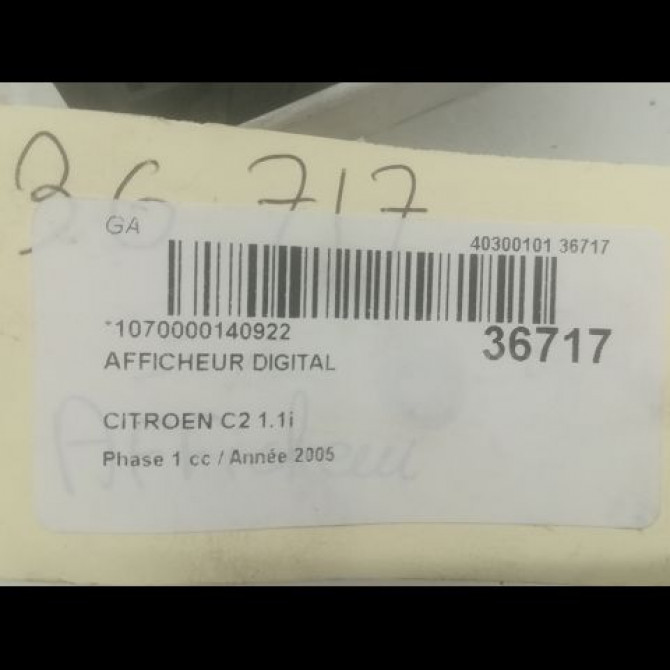 36 717
GA
40300101 36717
*1070000140922
36717
AFFICHEUR DIGITAL
CITROEN C2 1.1i
Phase 1 cc / Année 2005